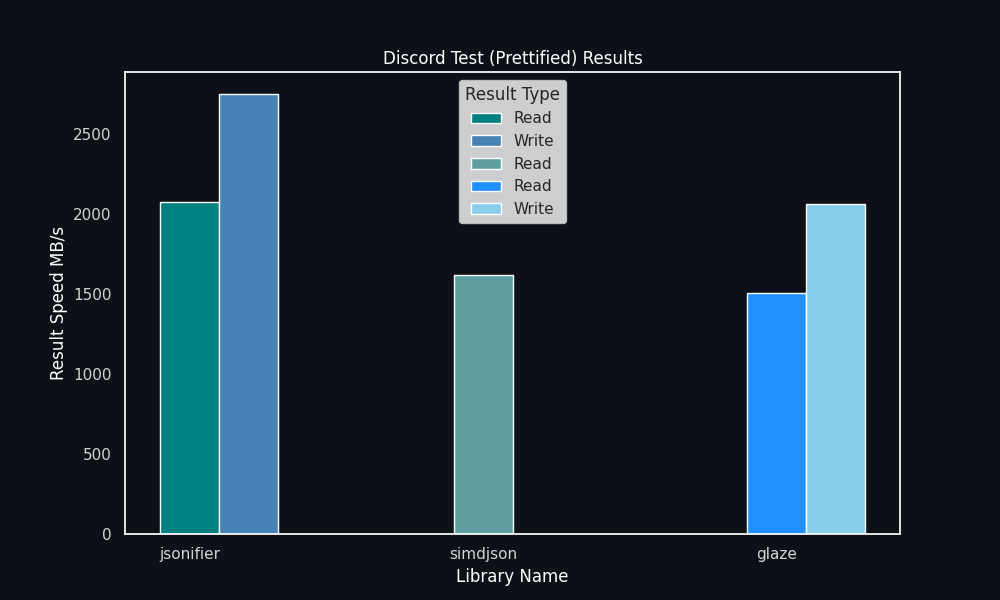 Discord Test (Prettified) Results
Result Type
Read
Write
Read
Read
Write
Result Speed MB/s
2500
2000
1500
1000
500
0
jsonifier simdjson glaze
Library Name